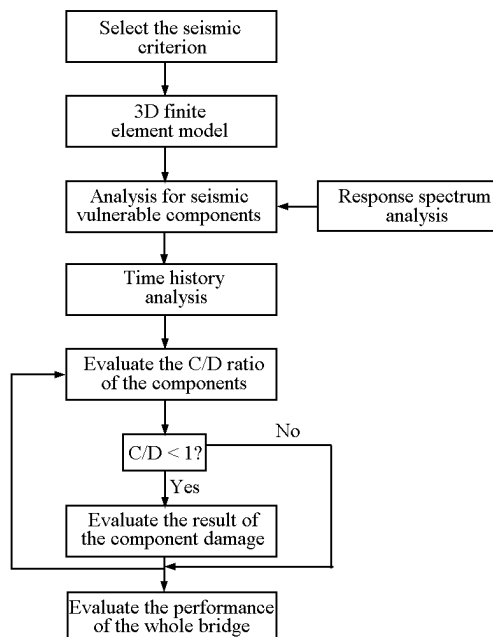 Select the seismic
criterion
3D finite
element model
Analysis for seismic
vulnerable components
Response spectrum
analysis
Time history
analysis
Evaluate the C/D ratio
of the components
C/D < 1?
No
Yes
Evaluate the result of
the component damage
Evaluate the performance
of the whole bridge